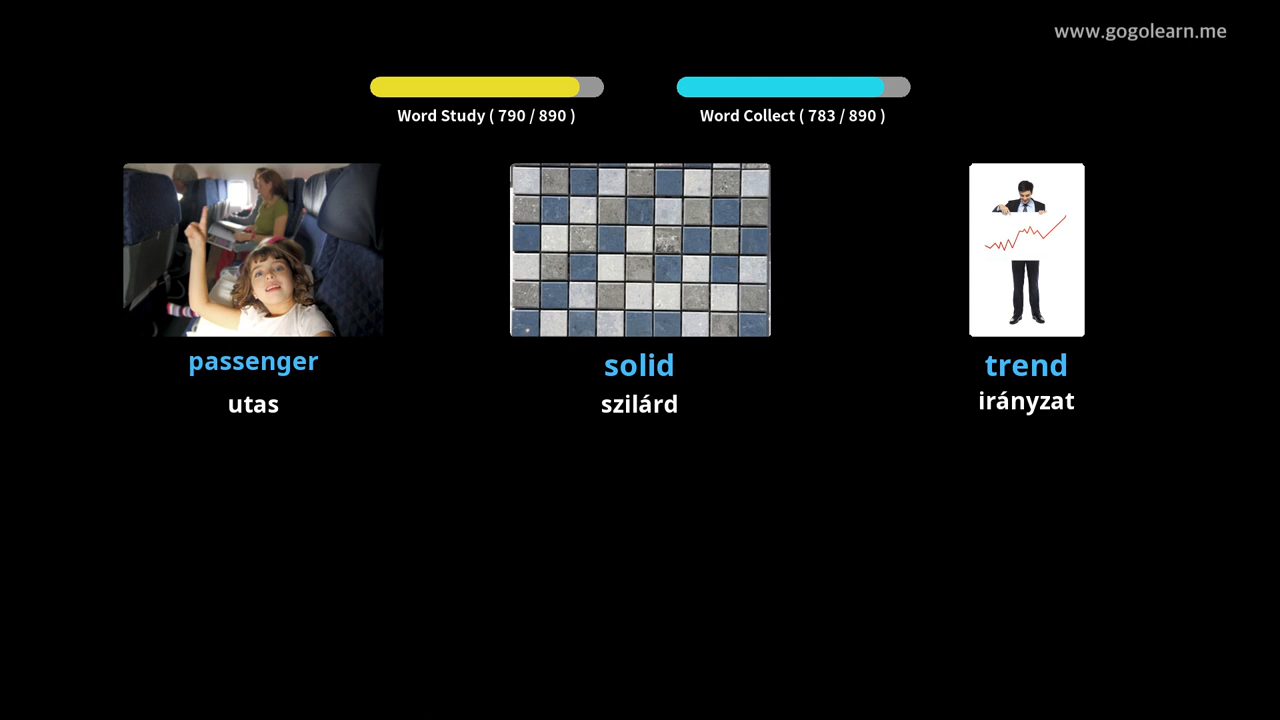 www.gogolearn.me
Word Study ( 790 / 890 )
Word Collect ( 783 / 890 )
passenger
utas
solid
szilárd
trend
irányzat